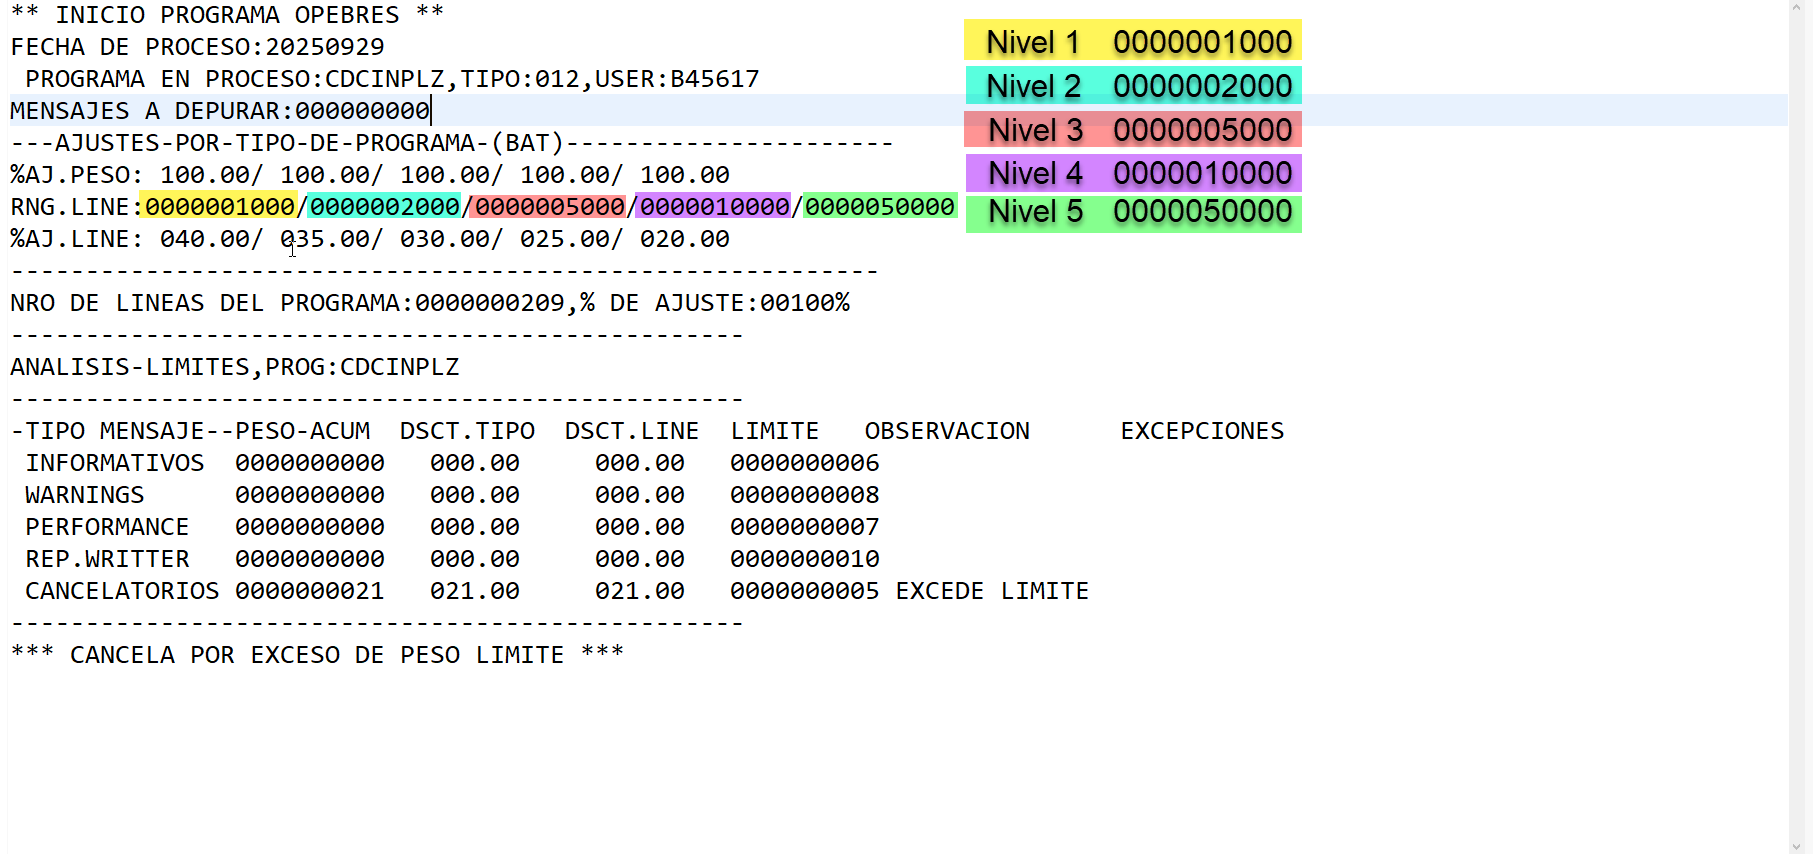 ** INICIO PROGRAMA OPEBRES **
FECHA DE PROCESO:20250929
 PROGRAMA EN PROCESO:CDCINPLZ,TIPO:012,USER:B45617
MENSAJES A DEPURAR:000000000
---AJUSTES-POR-TIPO-DE-PROGRAMA-(BAT)----------------------
%AJ.PESO: 100.00/ 100.00/ 100.00/ 100.00/ 100.00
RNG.LINE:0000001000/0000002000/0000005000/0000010000/0000050000
%AJ.LINE: 040.00/ 035.00/ 030.00/ 025.00/ 020.00
----------------------------------------------------------
NRO DE LINEAS DEL PROGRAMA:0000000209,% DE AJUSTE:00100%
-------------------------------------------------
ANALISIS-LIMITES,PROG:CDCINPLZ
-------------------------------------------------
-TIPO MENSAJE--PESO-ACUM  DSCT.TIPO  DSCT.LINE  LIMITE   OBSERVACION      EXCEPCIONES
 INFORMATIVOS  0000000000   000.00     000.00   0000000006
 WARNINGS      0000000000   000.00     000.00   0000000008
 PERFORMANCE   0000000000   000.00     000.00   0000000007
 REP.WRITTER   0000000000   000.00     000.00   0000000010
 CANCELATORIOS 0000000021   021.00     021.00   0000000005 EXCEDE LIMITE
-------------------------------------------------
*** CANCELA POR EXCESO DE PESO LIMITE ***
Nivel 1 0000001000
Nivel 2 0000002000
Nivel 3 0000005000
Nivel 4 0000010000
Nivel 5 0000050000